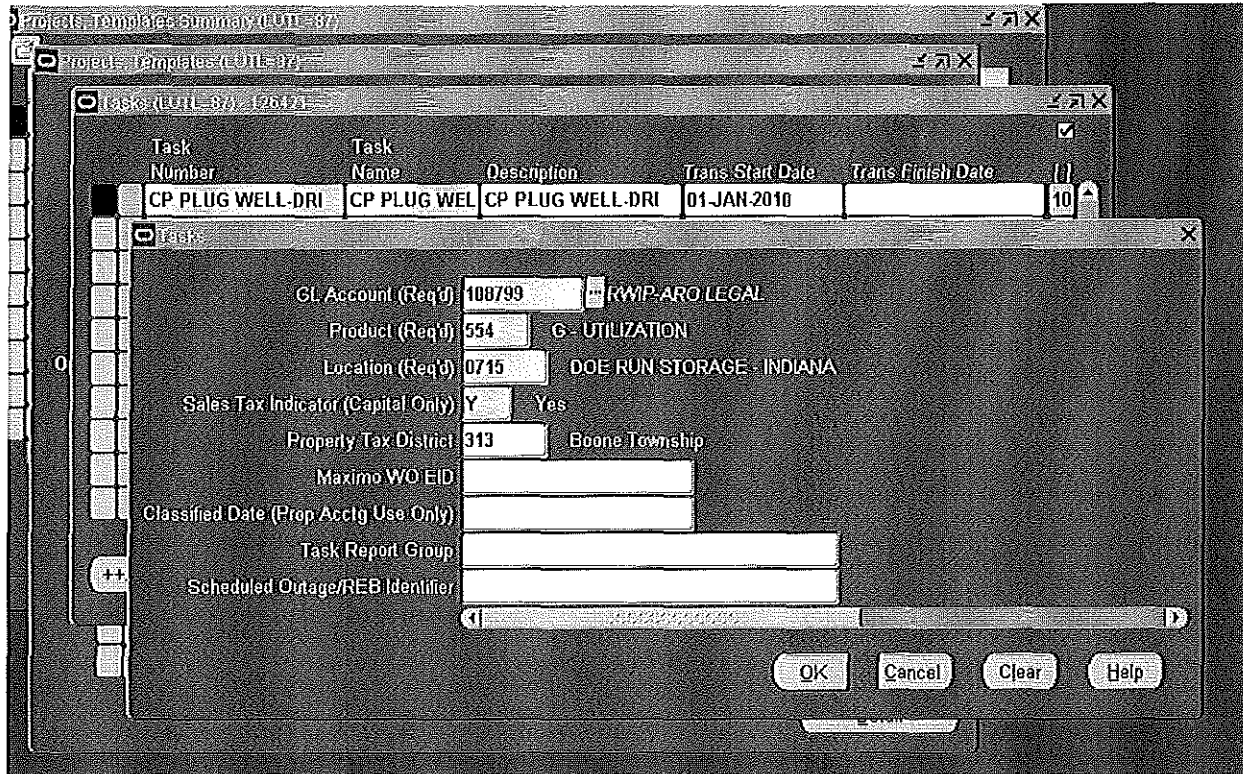 Projects, Templates Summary (LUTL-87)
Projects, Templates (LUTL-87)
Tasks (LUTL-87) - 126471
Task Number
Task Name
Description
Trans Start Date
Trans Finish Date
[ ]
CP PLUG WELL-DRI
CP PLUG WEL
CP PLUG WELL-DRI
01-JAN-2010
10
Tasks
GL Account (Req'd) 108799 ... RWIP-ARO LEGAL
Product (Req'd) 554 G - UTILIZATION
Location (Req'd) 0715 DOE RUN STORAGE - INDIANA
Sales Tax Indicator (Capital Only) Y Yes
Property Tax District 313 Boone Township
Maximo WO EID
Classified Date (Prop Acctg Use Only)
Task Report Group
Scheduled Outage/REB Identifier
OK Cancel Clear Help